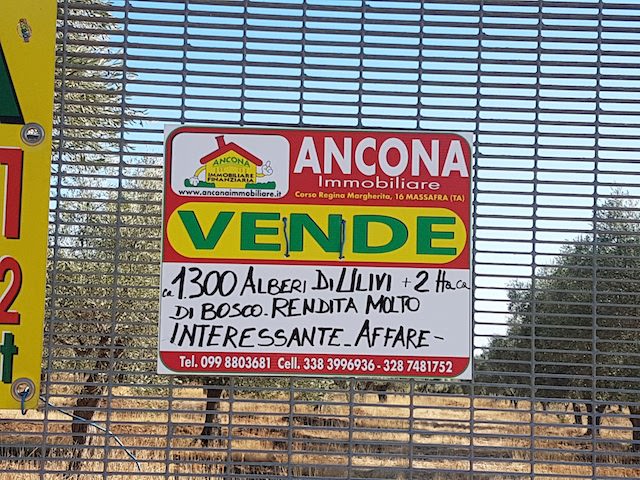 ANCONA
IMMOBILIARE
FINANZIARIA
www.anconaimmobiliare.it
ANCONA
Immobiliare
Corso Regina Margherita, 16 MASSAFRA (TA)
VENDE
ca 1300 ALBERI DI ULIVI + 2 Ha ca
DI BOSCO - RENDITA MOLTO
INTERESSANTE - AFFARE -
Tel. 099 8803681 Cell. 338 3996936 - 328 7481752